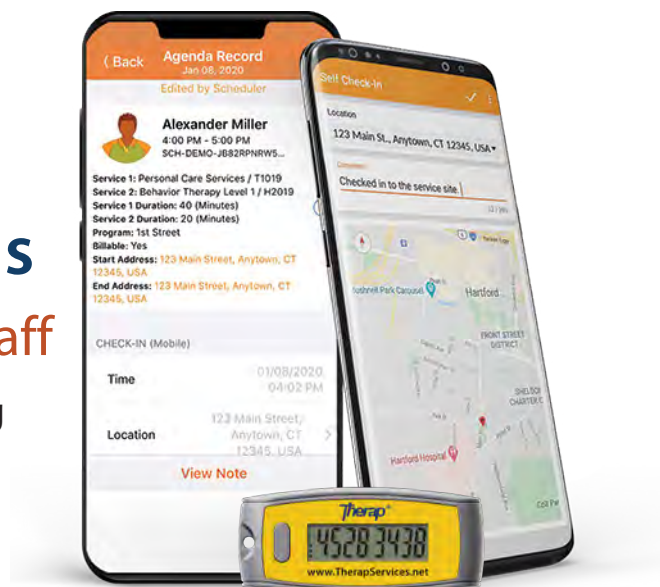 s
aff
( Back
Agenda Record
Jan 08, 2020
Edited by Scheduler
Alexander Miller
4:00 PM - 5:00 PM
SCH-DEMO-JB82RPNRW5...
Service 1: Personal Care Services / T1019
Service 2: Behavior Therapy Level 1 / H2019
Service 1 Duration: 40 (Minutes)
Service 2 Duration: 20 (Minutes)
Program: 1st Street
Billable: Yes
Start Address: 123 Main Street, Anytown, CT
12345, USA
End Address: 123 Main Street, Anytown, CT
12345, USA
CHECK-IN (Mobile)
Time
01/08/2020
04:02 PM
Location
123 Main Street,
Anytown, CT
12345, USA
View Note
Self Check-In
Location
123 Main St., Anytown, CT 12345, USA
Comments
Checked in to the service site.
Bushnell Park Carousel
Hartford
FRONT STREET
DISTRICT
Hartford Hospital
Therap
45283438
www.TherapServices.net